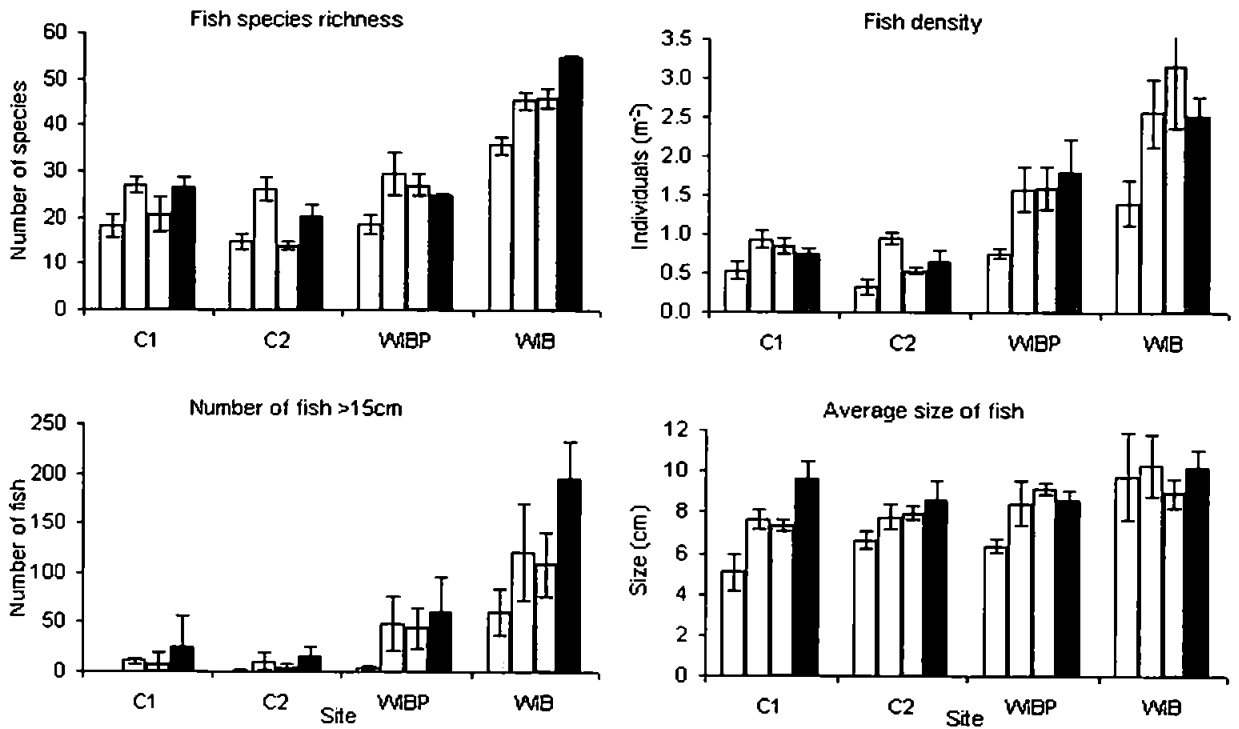 Fish species richness
Number of species
60
50
40
30
20
10
0
C1 C2 WIBP WIB
Fish density
Individuals (m⁻²)
3.5
3.0
2.5
2.0
1.5
1.0
0.5
0.0
C1 C2 WIBP WIB
Number of fish >15cm
Number of fish
250
200
150
100
50
0
C1 C2 WIBP WIB
Site
Average size of fish
Size (cm)
12
10
8
6
4
2
0
C1 C2 WIBP WIB
Site